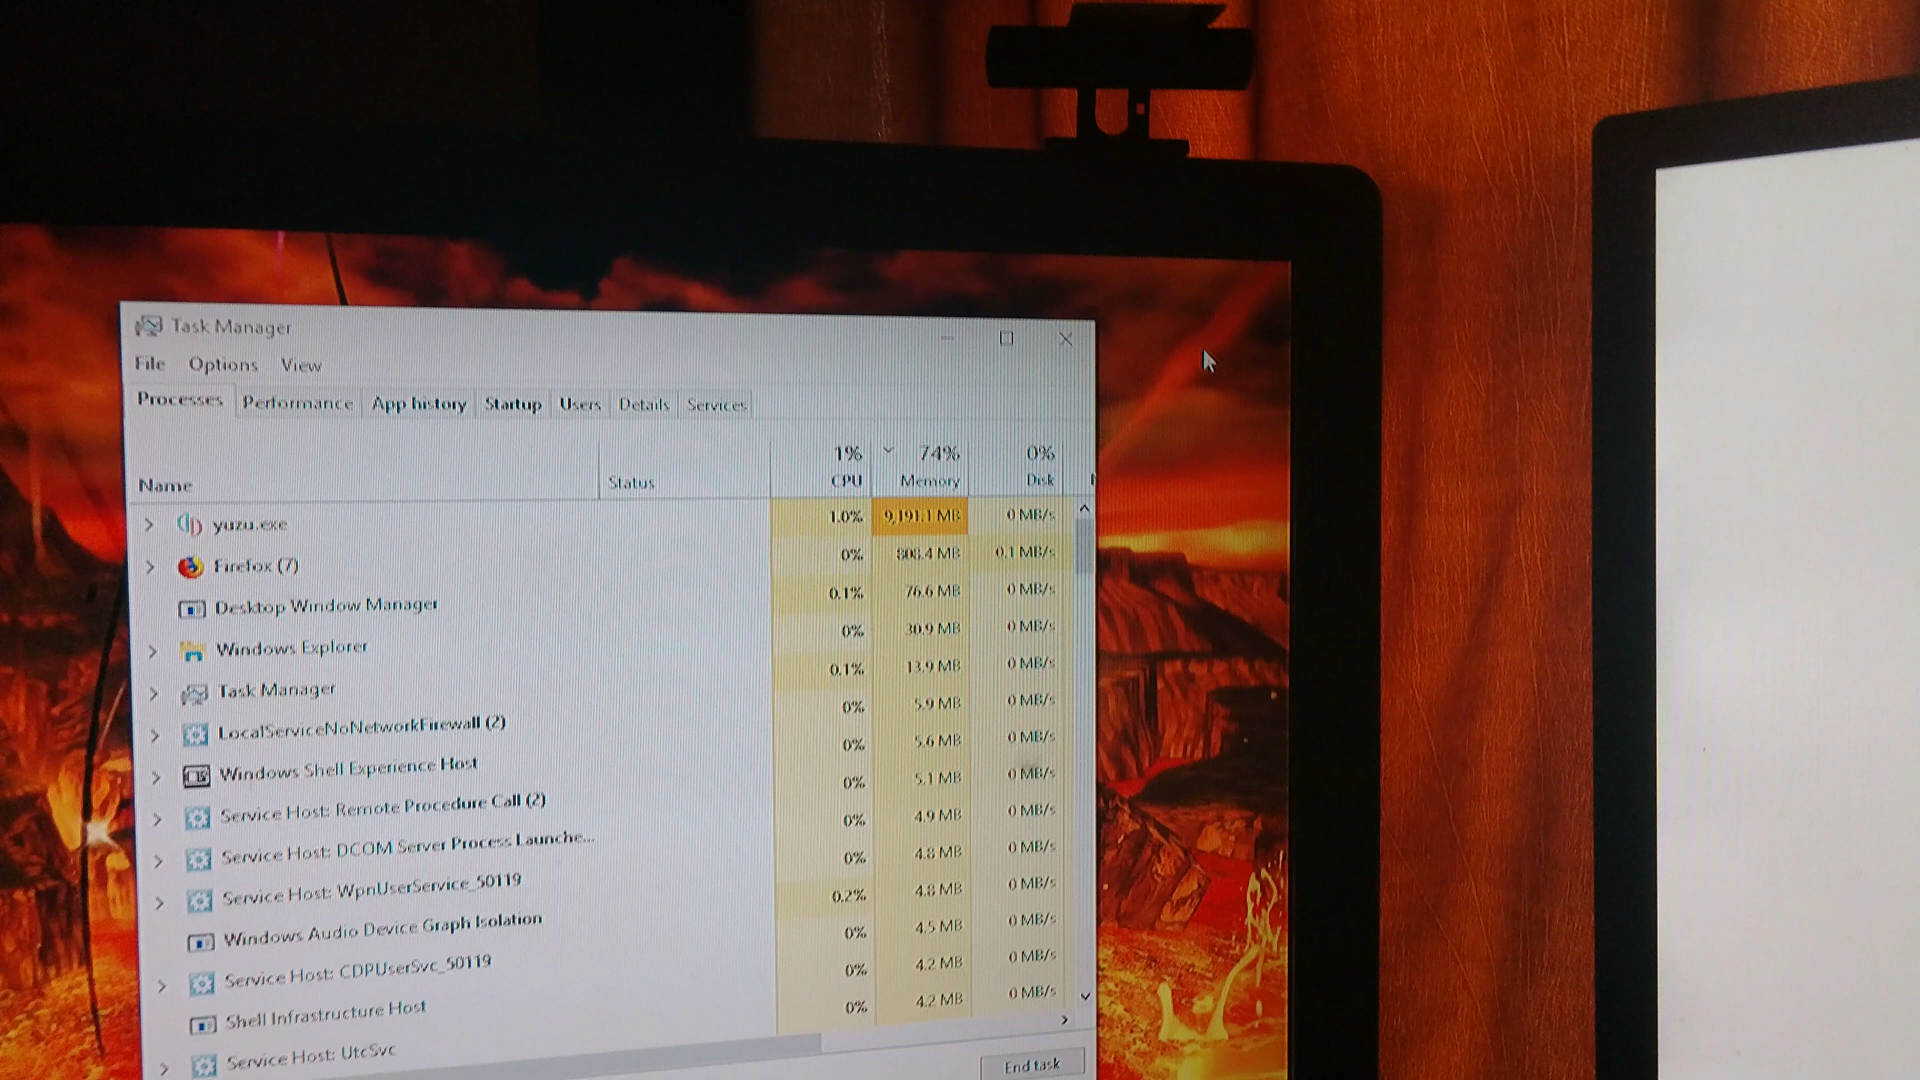 Task Manager
File Options View
Processes Performance App history Startup Users Details Services
1% 74% 0%
Name Status CPU Memory Disk
yuzu.exe 1.0% 9,191.1 MB 0 MB/s
Firefox (7) 0% 808.4 MB 0.1 MB/s
Desktop Window Manager 0.1% 76.6 MB 0 MB/s
Windows Explorer 0% 30.9 MB 0 MB/s
Task Manager 0.1% 13.9 MB 0 MB/s
LocalServiceNoNetworkFirewall (2) 0% 5.9 MB 0 MB/s
Windows Shell Experience Host 0% 5.6 MB 0 MB/s
Service Host: Remote Procedure Call (2) 0% 5.1 MB 0 MB/s
Service Host: DCOM Server Process Launche... 0% 4.9 MB 0 MB/s
Service Host: WpnUserService_50119 0% 4.8 MB 0 MB/s
Windows Audio Device Graph Isolation 0.2% 4.8 MB 0 MB/s
Service Host: CDPUserSvc_50119 0% 4.5 MB 0 MB/s
Shell Infrastructure Host 0% 4.2 MB 0 MB/s
Service Host: UtcSvc 0% 4.2 MB 0 MB/s
End task